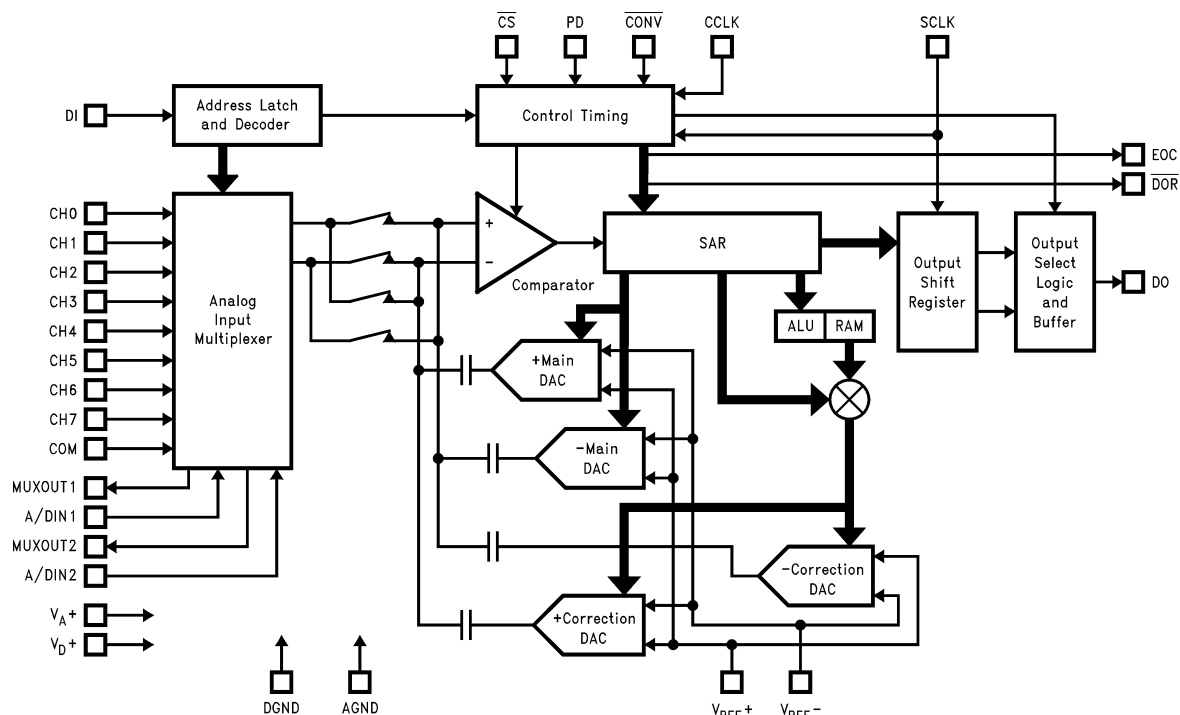 CS PD CONV CCLK SCLK
DI
Address Latch
and Decoder
Control Timing
EOC
DOR
CH0
CH1
CH2
CH3
CH4
CH5
CH6
CH7
COM
MUXOUT1
A/DIN1
MUXOUT2
A/DIN2
VA+
VD+
Analog
Input
Multiplexer
+
−
Comparator
SAR
ALU RAM
Output
Shift
Register
Output
Select
Logic
and
Buffer
DO
+Main
DAC
−Main
DAC
−Correction
DAC
+Correction
DAC
DGND AGND VREF+ VREF−